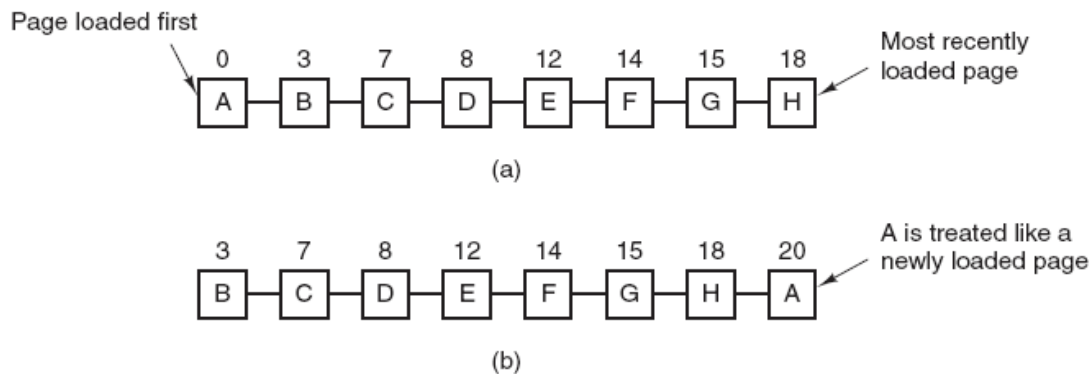 Page loaded first
0 3 7 8 12 14 15 18
A B C D E F G H
Most recently
loaded page
(a)
3 7 8 12 14 15 18 20
B C D E F G H A
A is treated like a
newly loaded page
(b)